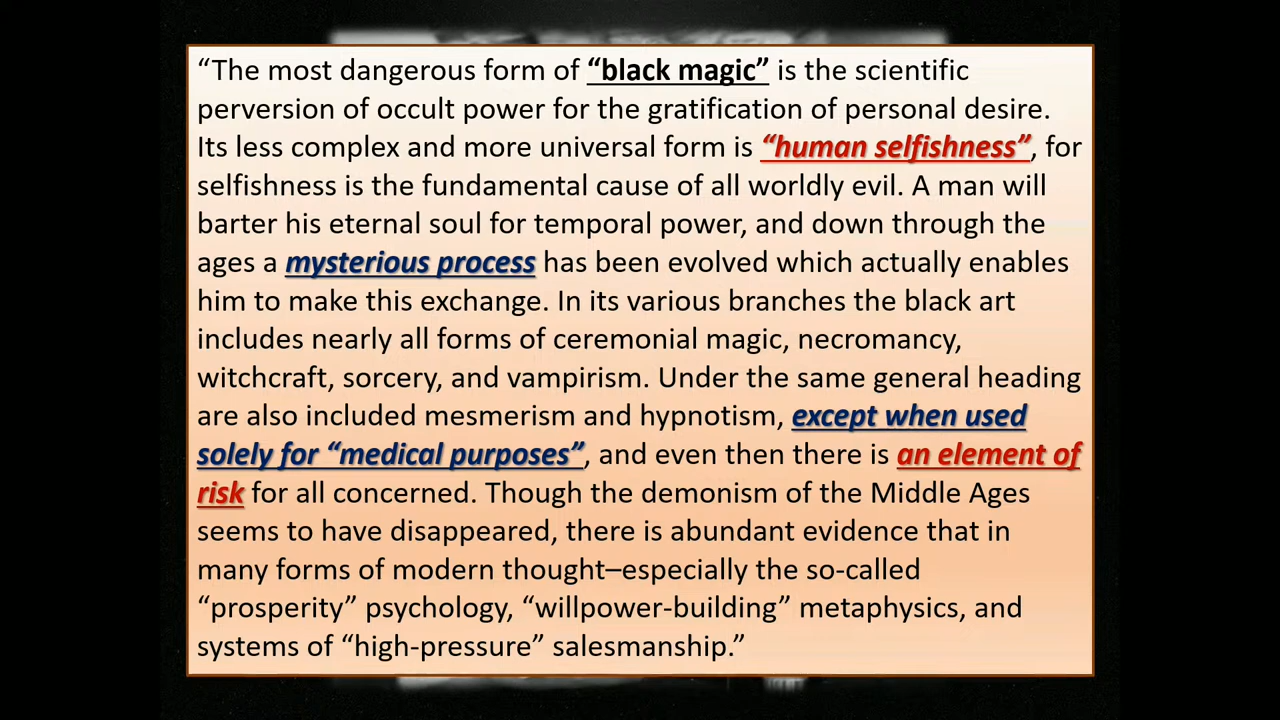 “The most dangerous form of “black magic” is the scientific
perversion of occult power for the gratification of personal desire.
Its less complex and more universal form is “human selfishness”, for
selfishness is the fundamental cause of all worldly evil. A man will
barter his eternal soul for temporal power, and down through the
ages a mysterious process has been evolved which actually enables
him to make this exchange. In its various branches the black art
includes nearly all forms of ceremonial magic, necromancy,
witchcraft, sorcery, and vampirism. Under the same general heading
are also included mesmerism and hypnotism, except when used
solely for “medical purposes”, and even then there is an element of
risk for all concerned. Though the demonism of the Middle Ages
seems to have disappeared, there is abundant evidence that in
many forms of modern thought–especially the so-called
“prosperity” psychology, “willpower-building” metaphysics, and
systems of “high-pressure” salesmanship.”